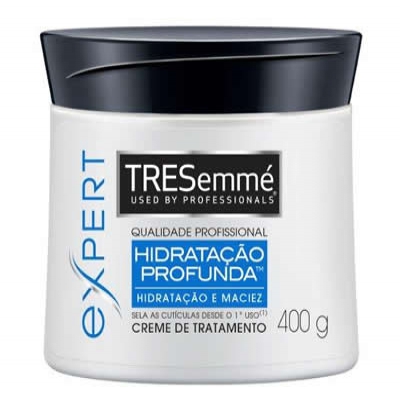 EXPERT
TRESemmé
USED BY PROFESSIONALS
QUALIDADE PROFISSIONAL
HIDRATAÇÃO
PROFUNDA™
HIDRATAÇÃO E MACIEZ
SELA AS CUTÍCULAS DESDE O 1º USO(1)
CREME DE TRATAMENTO
400 g